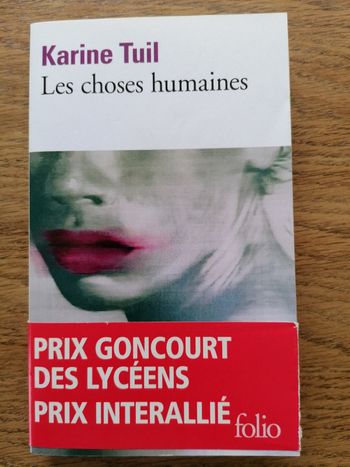 Karine Tuil
Les choses humaines
PRIX GONCOURT
DES LYCÉENS
PRIX INTERALLIÉ
folio